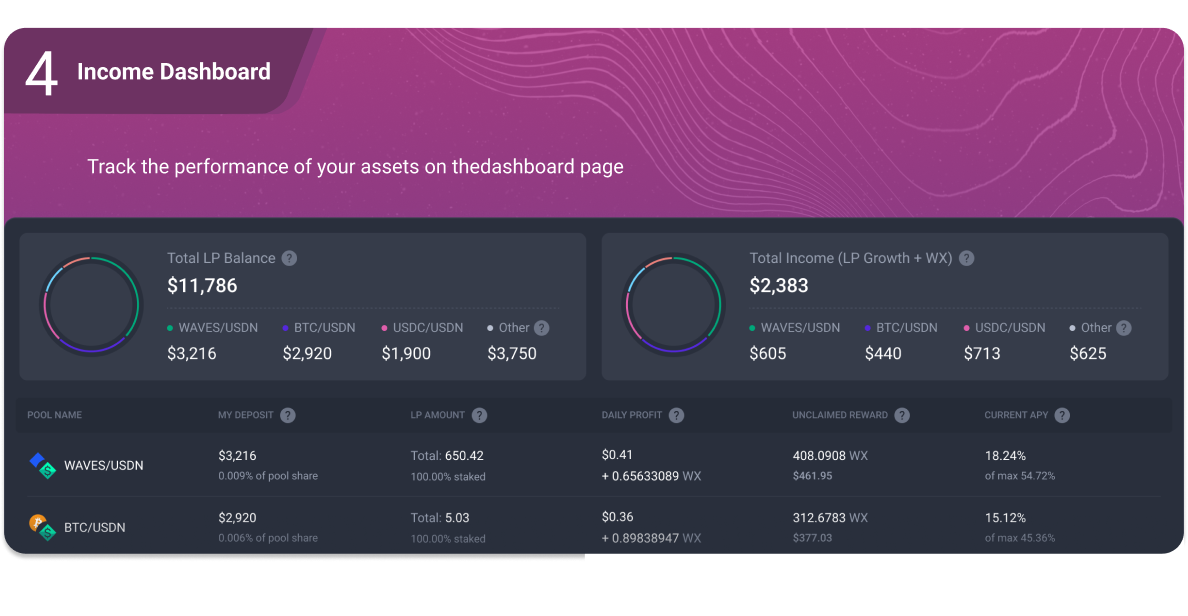 4 Income Dashboard
Track the performance of your assets on thedashboard page
Total LP Balance ?
$11,786
WAVES/USDN BTC/USDN USDC/USDN Other ?
$3,216 $2,920 $1,900 $3,750
Total Income (LP Growth + WX) ?
$2,383
WAVES/USDN BTC/USDN USDC/USDN Other ?
$605 $440 $713 $625
POOL NAME MY DEPOSIT ? LP AMOUNT ? DAILY PROFIT ? UNCLAIMED REWARD ? CURRENT APY ?
WAVES/USDN
$3,216
0.009% of pool share
Total: 650.42
100.00% staked
$0.41
+ 0.65633089 WX
408.0908 WX
$461.95
18.24%
of max 54.72%
BTC/USDN
$2,920
0.006% of pool share
Total: 5.03
100.00% staked
$0.36
+ 0.89838947 WX
312.6783 WX
$377.03
15.12%
of max 45.36%